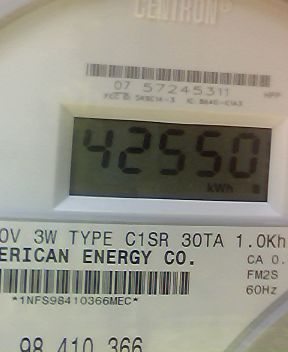 CENTRON®
07 57245311
42550
kWh
0V 3W TYPE C1SR 30TA 1.0Kh
ERICAN ENERGY CO.
CA 0.
FM2S
*1NFS98410366MEC*
60Hz
98 410 366